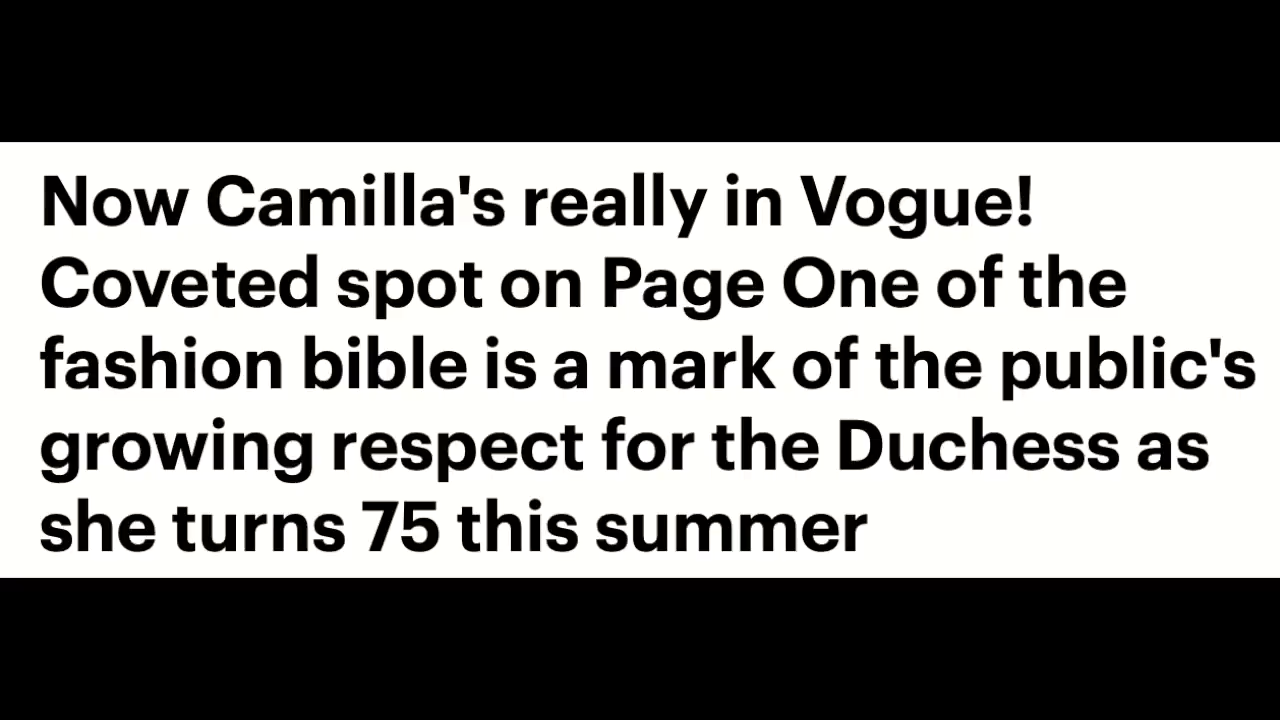 Now Camilla's really in Vogue!
Coveted spot on Page One of the
fashion bible is a mark of the public's
growing respect for the Duchess as
she turns 75 this summer